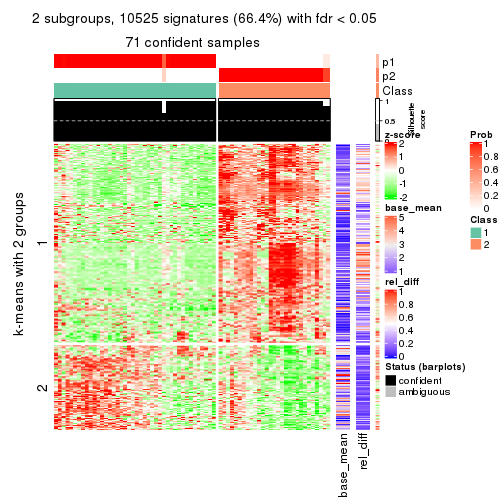 2 subgroups, 10525 signatures (66.4%) with fdr < 0.05
71 confident samples
p1
p2
Class
1
0.5
0
Silhouette
score
k-means with 2 groups
1
2
base_mean
rel_diff
z-score
2
1
0
-1
-2
base_mean
5
4
3
2
1
rel_diff
1
0.8
0.6
0.4
0.2
0
Status (barplots)
confident
ambiguous
Prob
1
0.8
0.6
0.4
0.2
0
Class
1
2